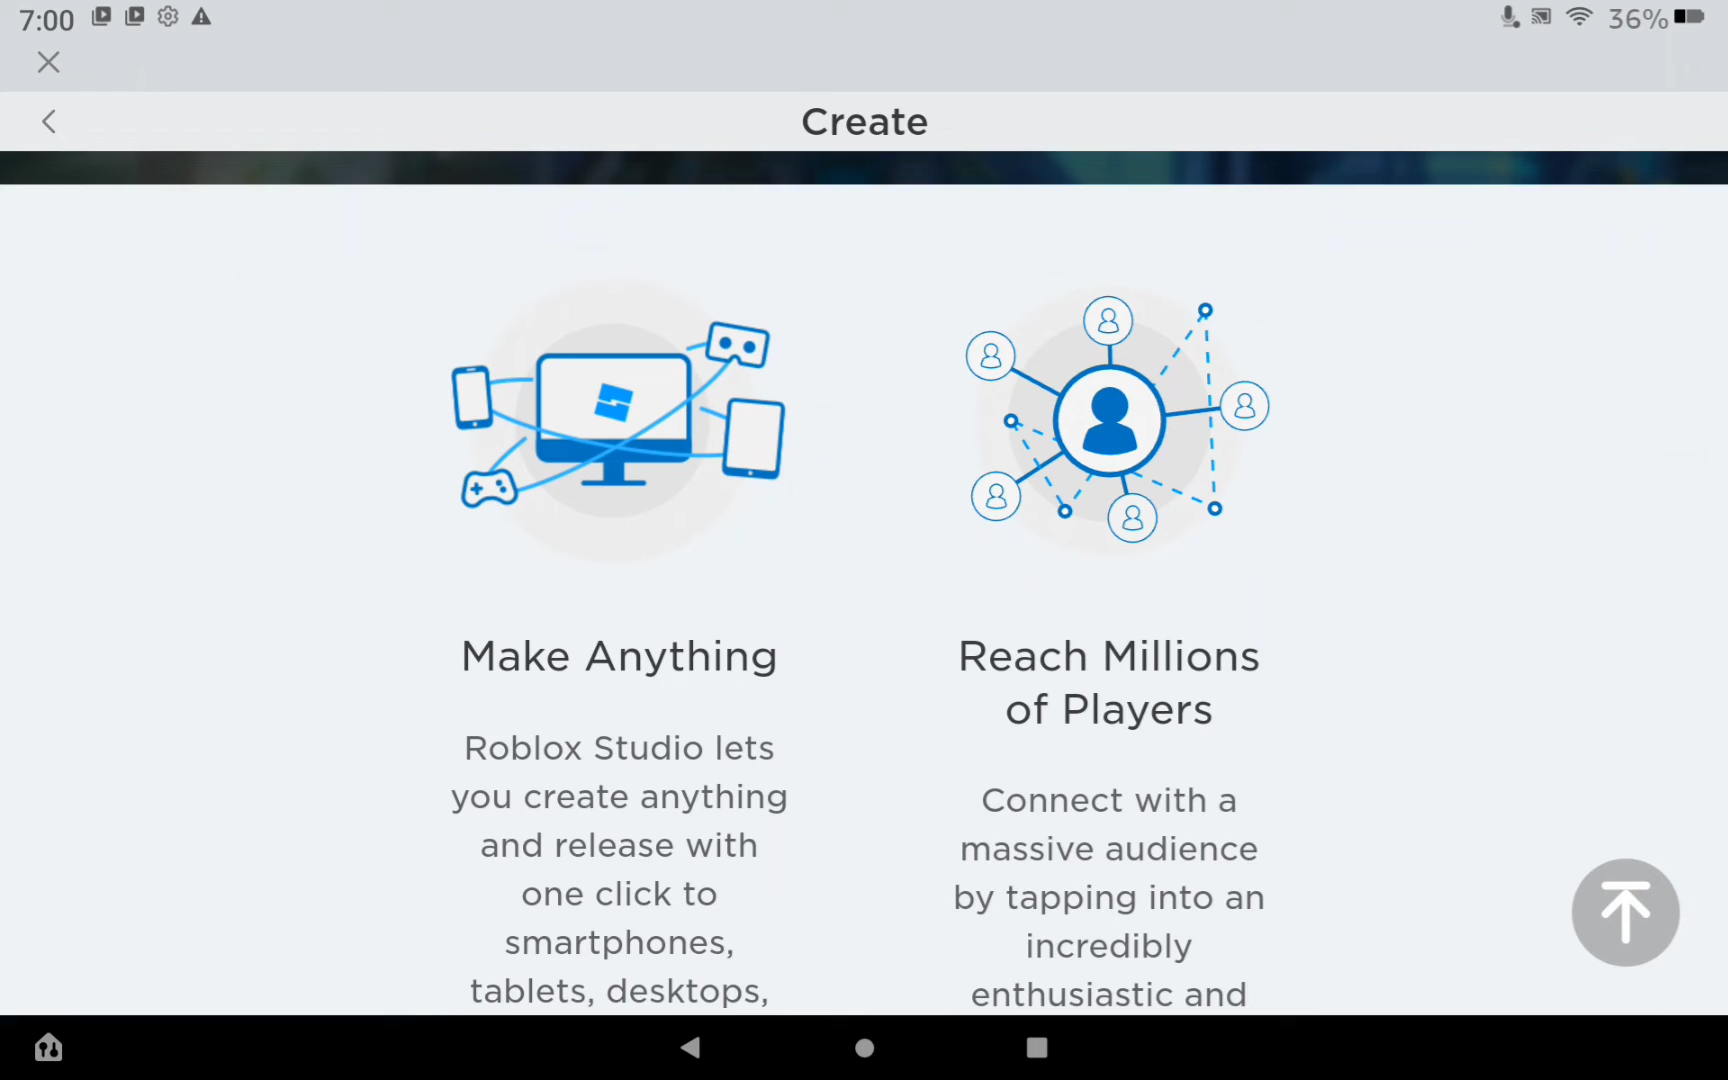 7:00
36%
Create
Make Anything
Roblox Studio lets
you create anything
and release with
one click to
smartphones,
tablets, desktops,
Reach Millions
of Players
Connect with a
massive audience
by tapping into an
incredibly
enthusiastic and